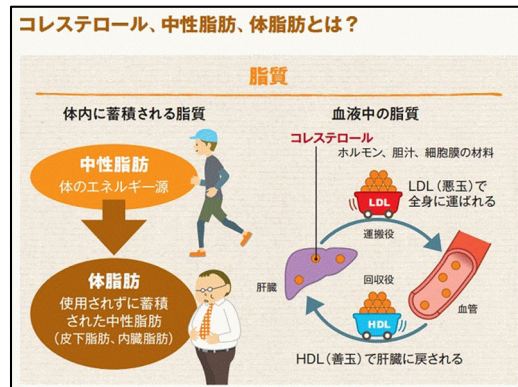 コレステロール、中性脂肪、体脂肪とは？
脂質
体内に蓄積される脂質
中性脂肪
体のエネルギー源
体脂肪
使用されずに蓄積
された中性脂肪
(皮下脂肪、内臓脂肪)
血液中の脂質
コレステロール
ホルモン、胆汁、細胞膜の材料
LDL
LDL（悪玉）で
全身に運ばれる
運搬役
肝臓
回収役
HDL
血管
HDL（善玉）で肝臓に戻される